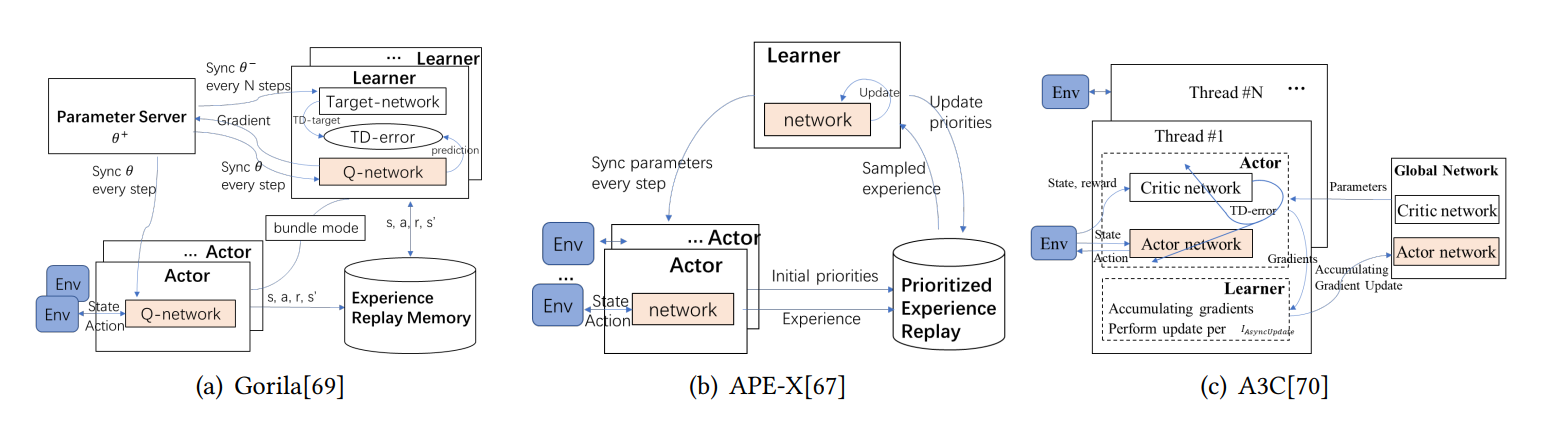 Parameter Server
θ⁺
Sync θ⁻
every N steps
Gradient
Sync θ
every step
Sync θ
every step
... Learner
Learner
Target-network
TD-target
TD-error
prediction
Q-network
bundle mode
s, a, r, s'
... Actor
Actor
Env
Env
State
Action
Q-network
s, a, r, s'
Experience
Replay Memory
(a) Gorila[69]
Learner
Update
network
Update
priorities
Sync parameters
every step
Sampled
experience
Env
...
Env
... Actor
Actor
State
Action
network
Initial priorities
Experience
Prioritized
Experience
Replay
(b) APE-X[67]
Env
Thread #N ...
Thread #1
Actor
State, reward
Critic network
TD-error
Env
State
Action
Actor network
Gradients
Learner
Accumulating gradients
Perform update per I_AsyncUpdate
Parameters
Accumulating
Gradient Update
Global Network
Critic network
Actor network
(c) A3C[70]